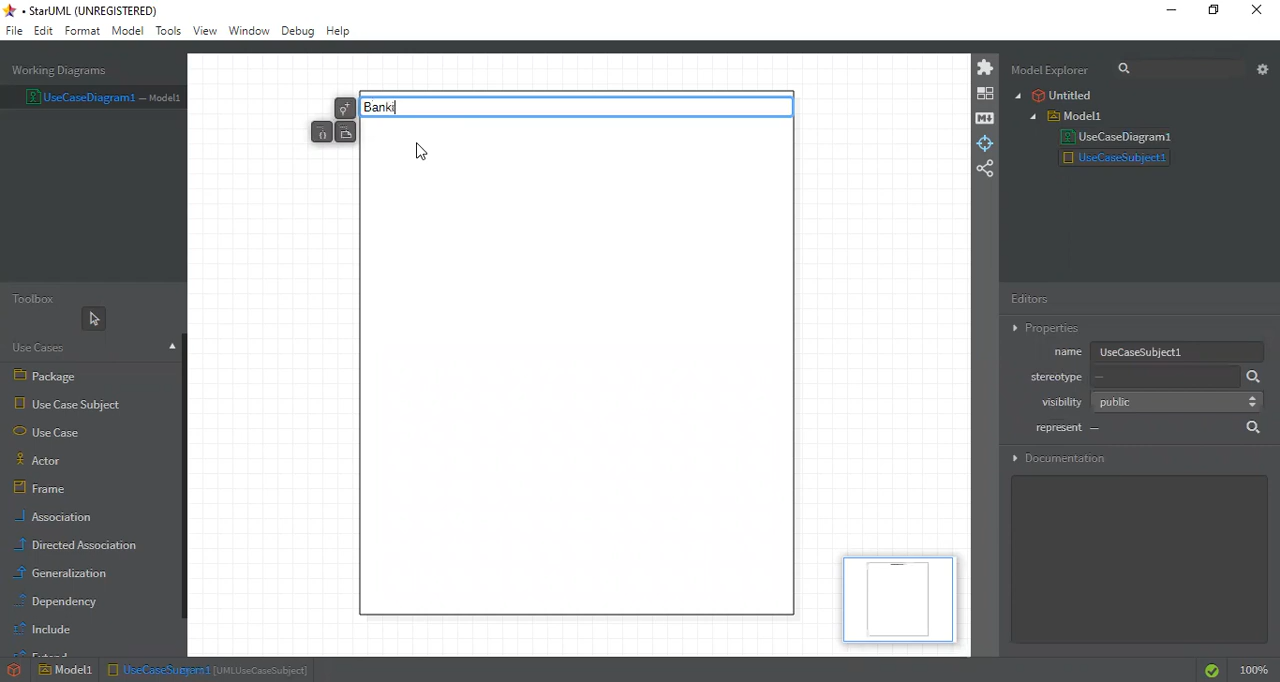 • StarUML (UNREGISTERED)
File Edit Format Model Tools View Window Debug Help
Working Diagrams
UseCaseDiagram1 — Model1
Toolbox
Use Cases
Package
Use Case Subject
Use Case
Actor
Frame
Association
Directed Association
Generalization
Dependency
Include
Extend
Banki
Model Explorer
Untitled
Model1
UseCaseDiagram1
UseCaseSubject1
Editors
Properties
name UseCaseSubject1
stereotype —
visibility public
represent —
Documentation
Model1 UseCaseSubject1 [UMLUseCaseSubject]
100%